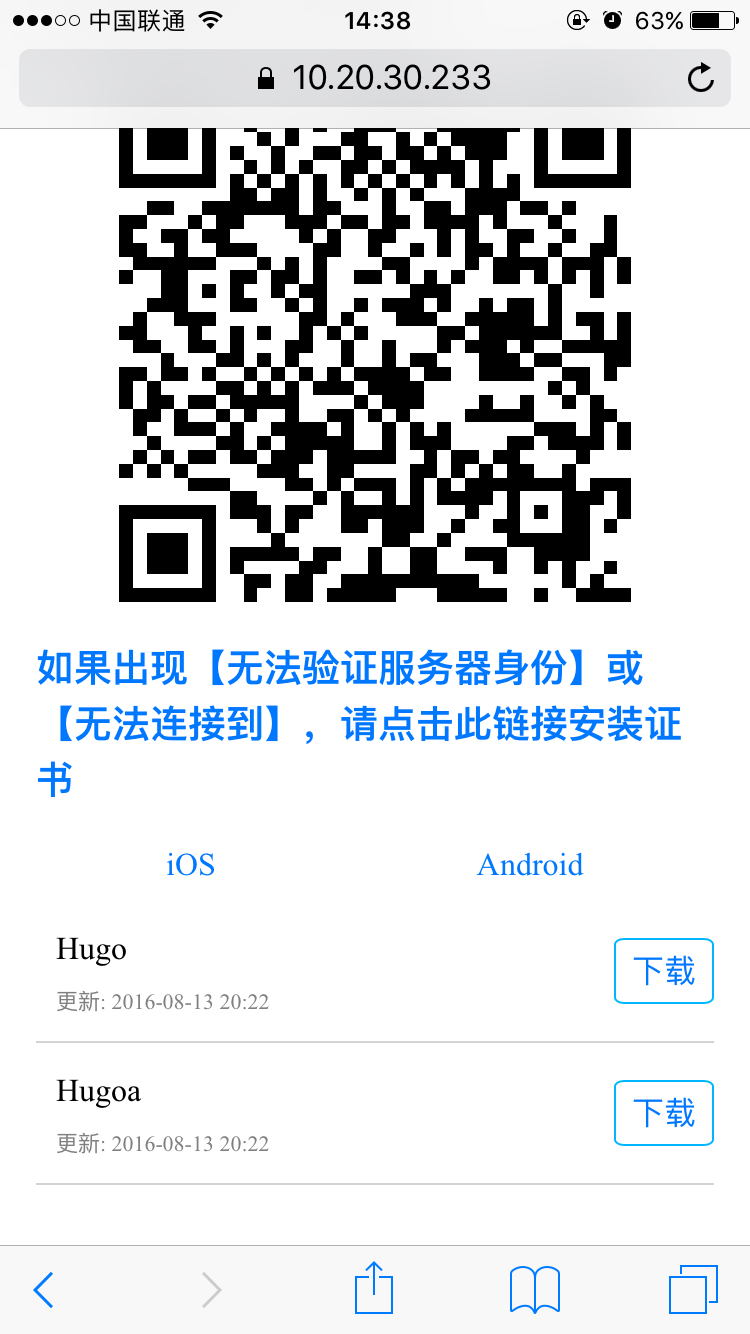 中国联通 14:38 63%
10.20.30.233
如果出现【无法验证服务器身份】或
【无法连接到】，请点击此链接安装证
书
iOS Android
Hugo
下载
更新: 2016-08-13 20:22
Hugoa
下载
更新: 2016-08-13 20:22